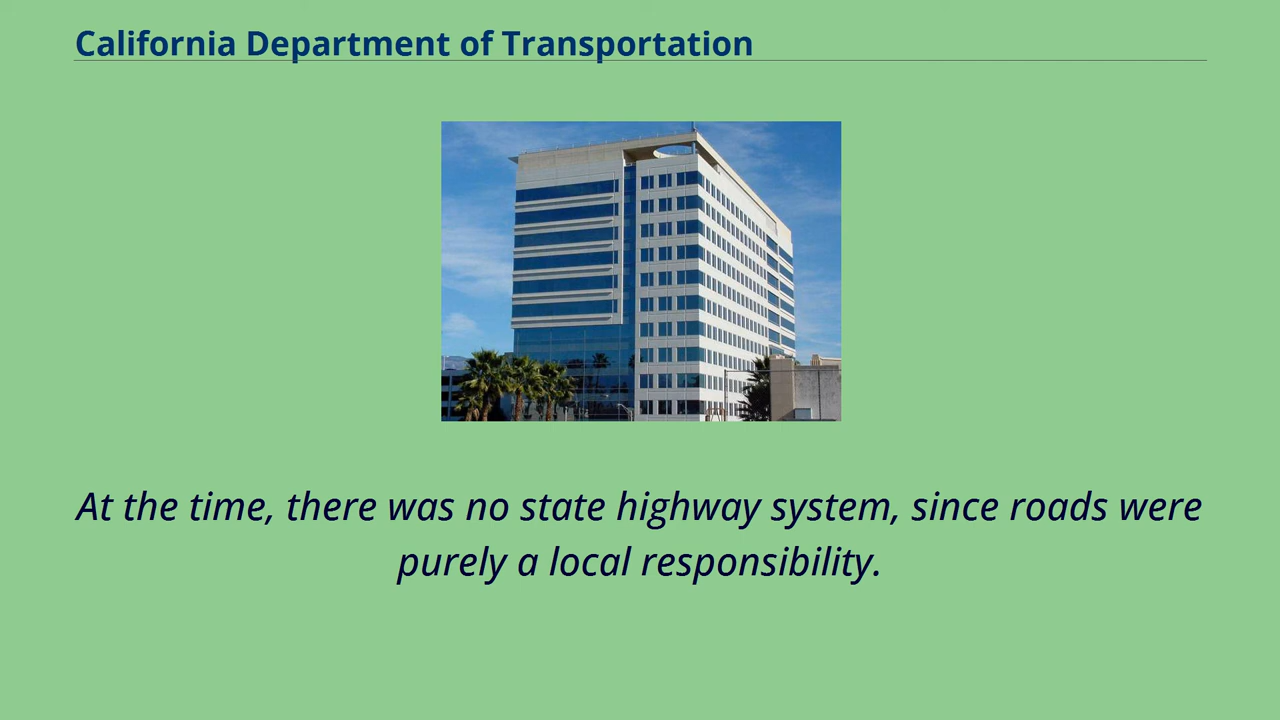 California Department of Transportation
At the time, there was no state highway system, since roads were
purely a local responsibility.